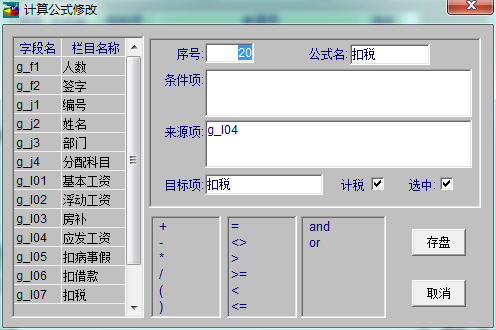 计算公式修改
字段名 栏目名称
g_f1 人数
g_f2 签字
g_j1 编号
g_j2 姓名
g_j3 部门
g_j4 分配科目
g_l01 基本工资
g_l02 浮动工资
g_l03 房补
g_l04 应发工资
g_l05 扣病事假
g_l06 扣借款
g_l07 扣税
序号: 20 公式名: 扣税
条件项:
来源项: g_l04
目标项: 扣税 计税 选中:
+
-
*
/
(
)
=
<>
>
>=
<
<=
and
or
存盘
取消